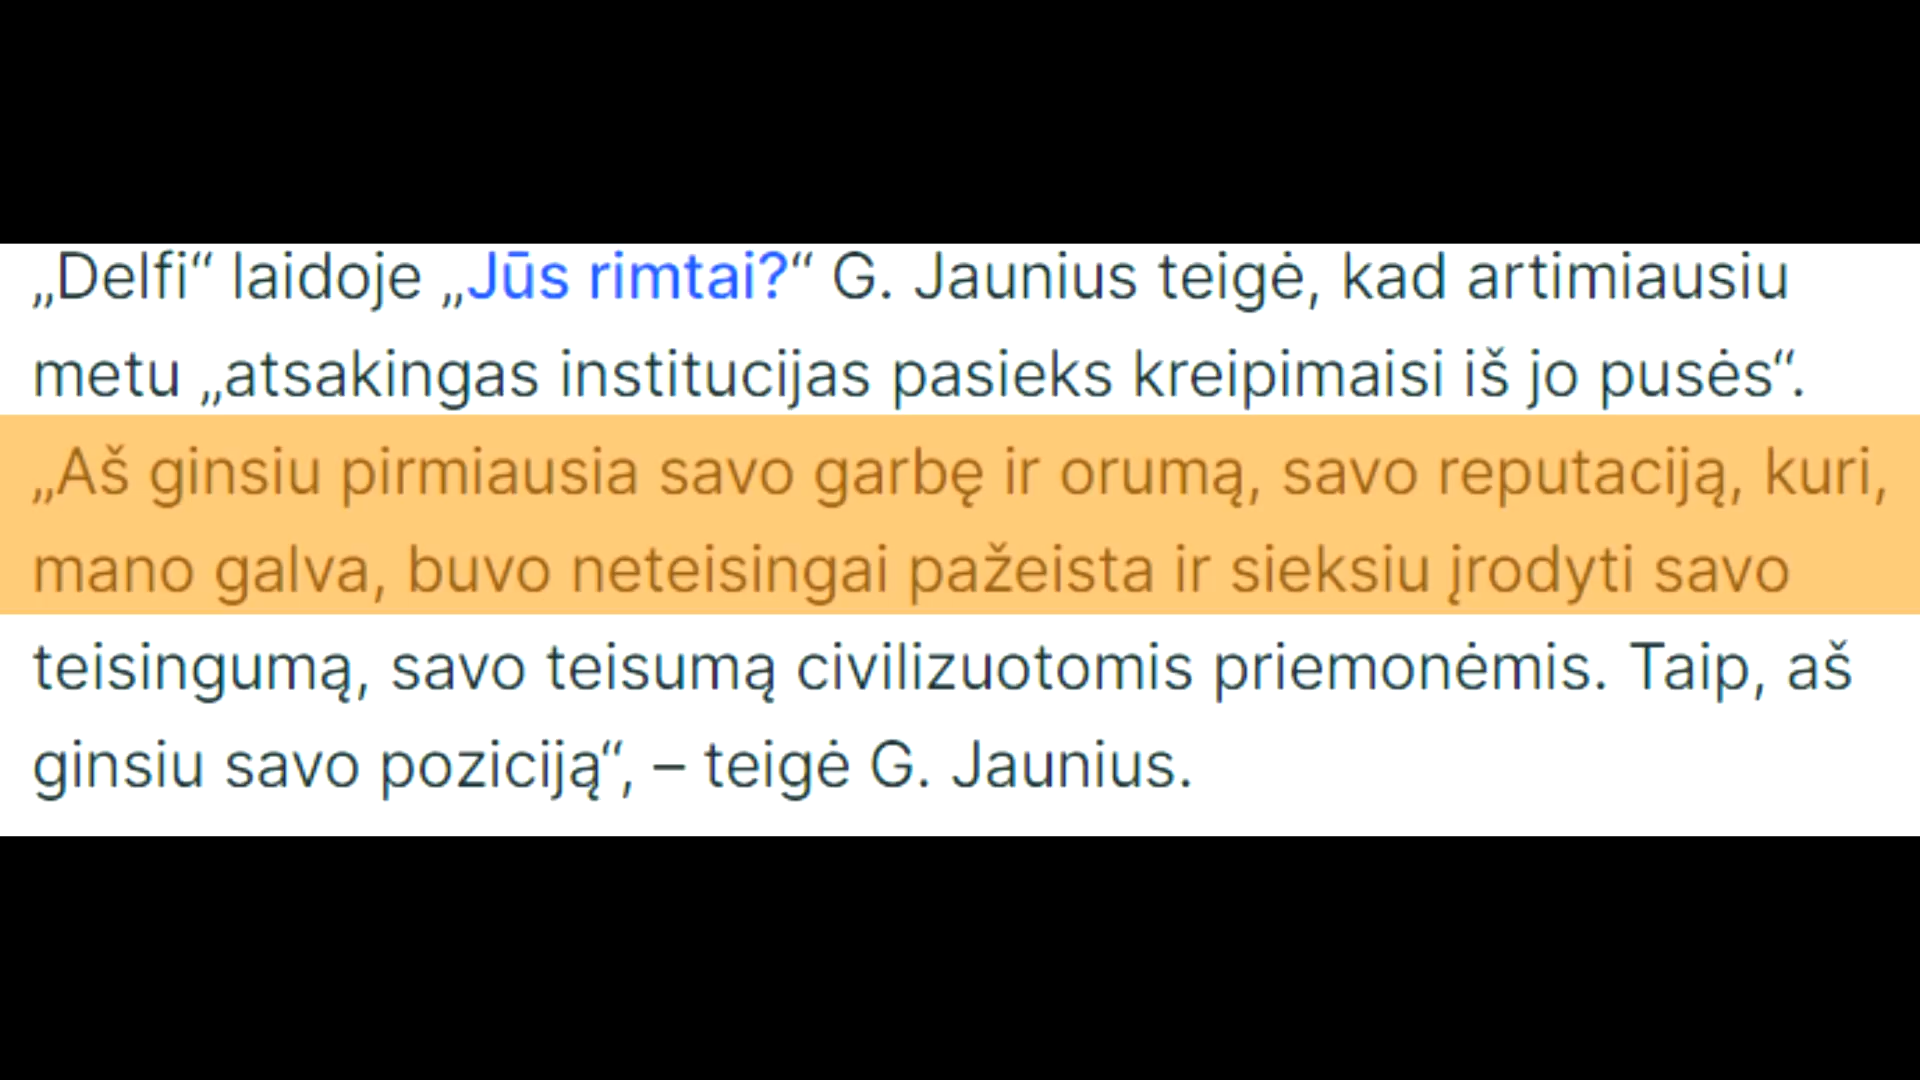 „Delfi“ laidoje „Jūs rimtai?“ G. Jaunius teigė, kad artimiausiu
metu „atsakingas institucijas pasieks kreipimaisi iš jo pusės“.
„Aš ginsiu pirmiausia savo garbę ir orumą, savo reputaciją, kuri,
mano galva, buvo neteisingai pažeista ir sieksiu įrodyti savo
teisingumą, savo teisumą civilizuotomis priemonėmis. Taip, aš
ginsiu savo poziciją“, – teigė G. Jaunius.